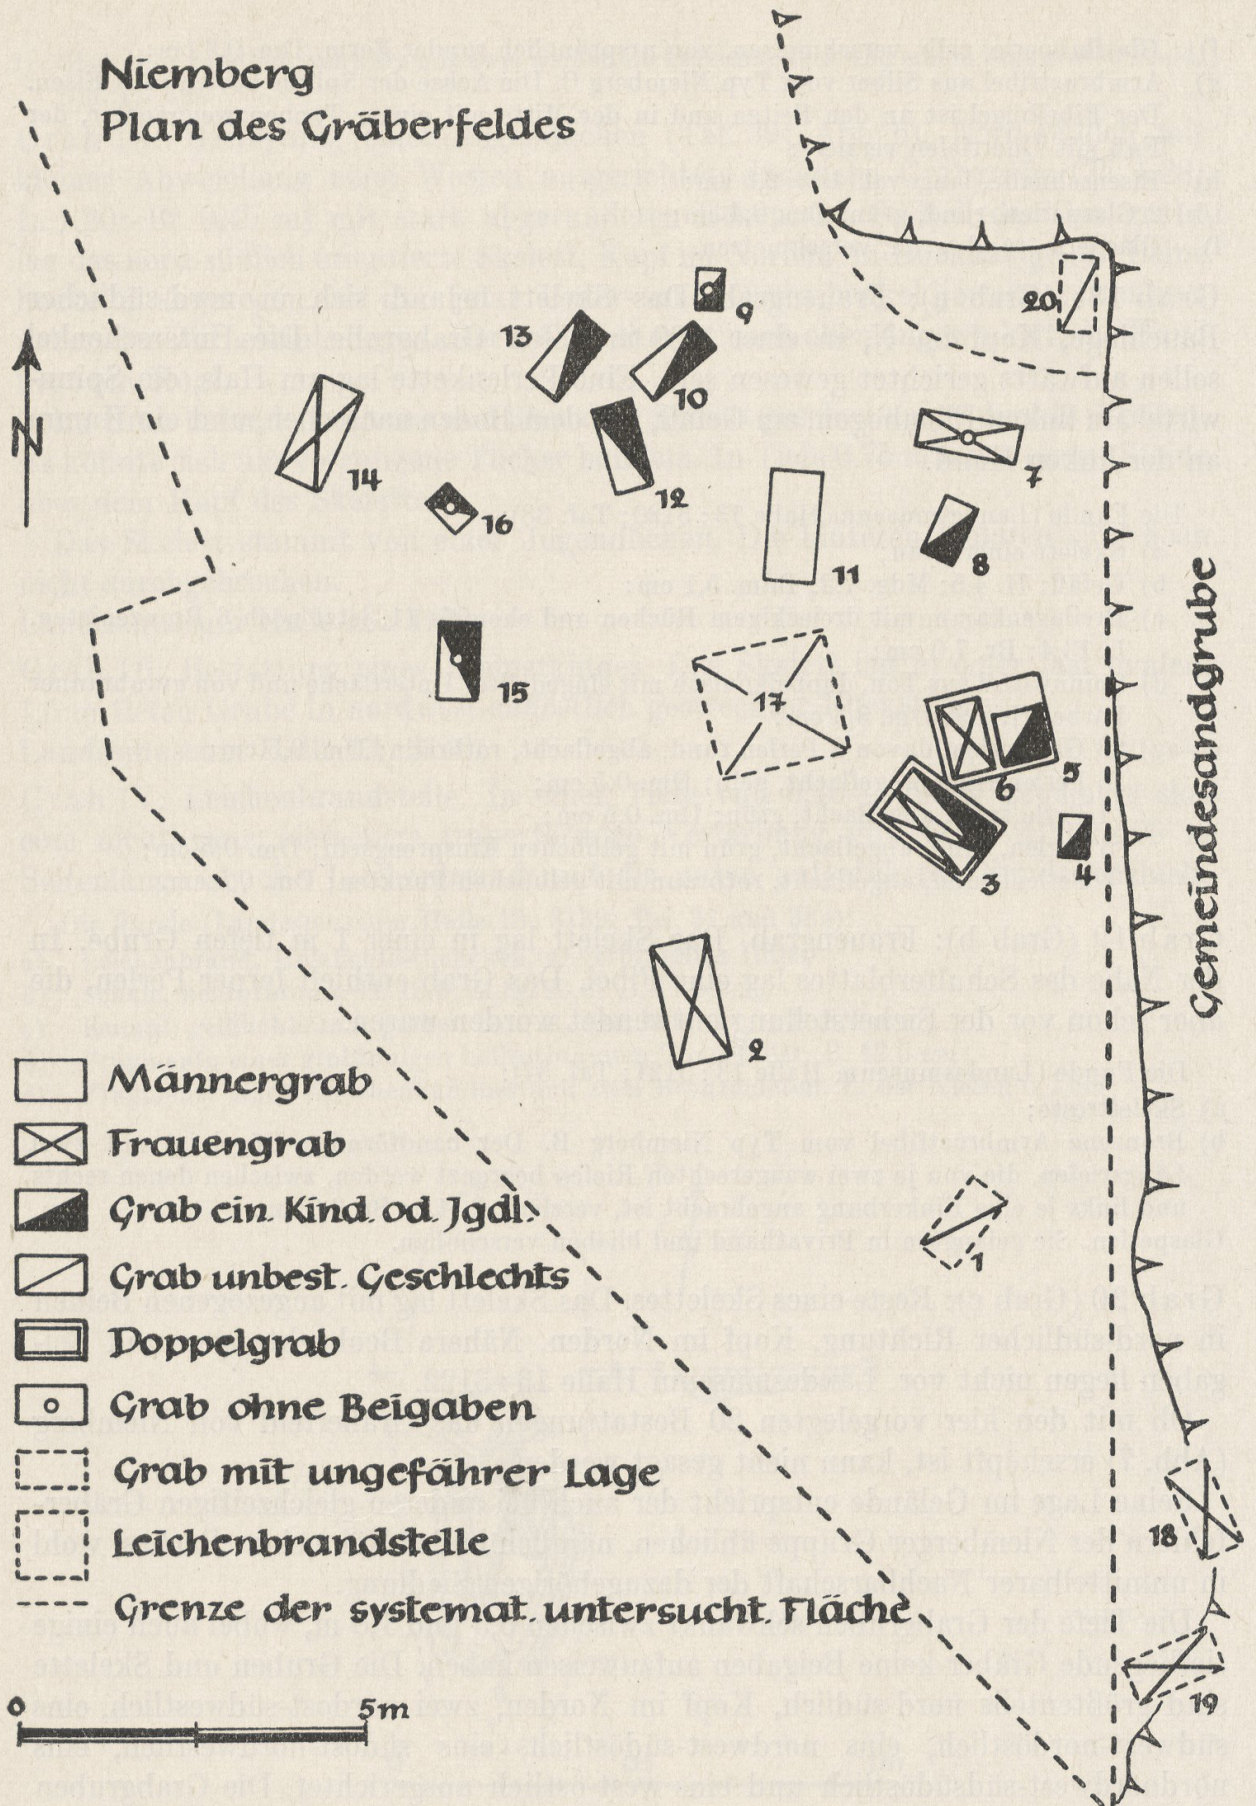 Niemberg
Plan des Gräberfeldes
N
20
9
13
10
14
7
12
16
8
11
15
17
5
6
4
3
2
1
18
19
Gemeindesandgrube
Männergrab
Frauengrab
Grab ein. Kind. od. Jgdl.
Grab unbest. Geschlechts
Doppelgrab
Grab ohne Beigaben
Grab mit ungefährer Lage
Leichenbrandstelle
Grenze der systemat. untersucht. Fläche
0 5m